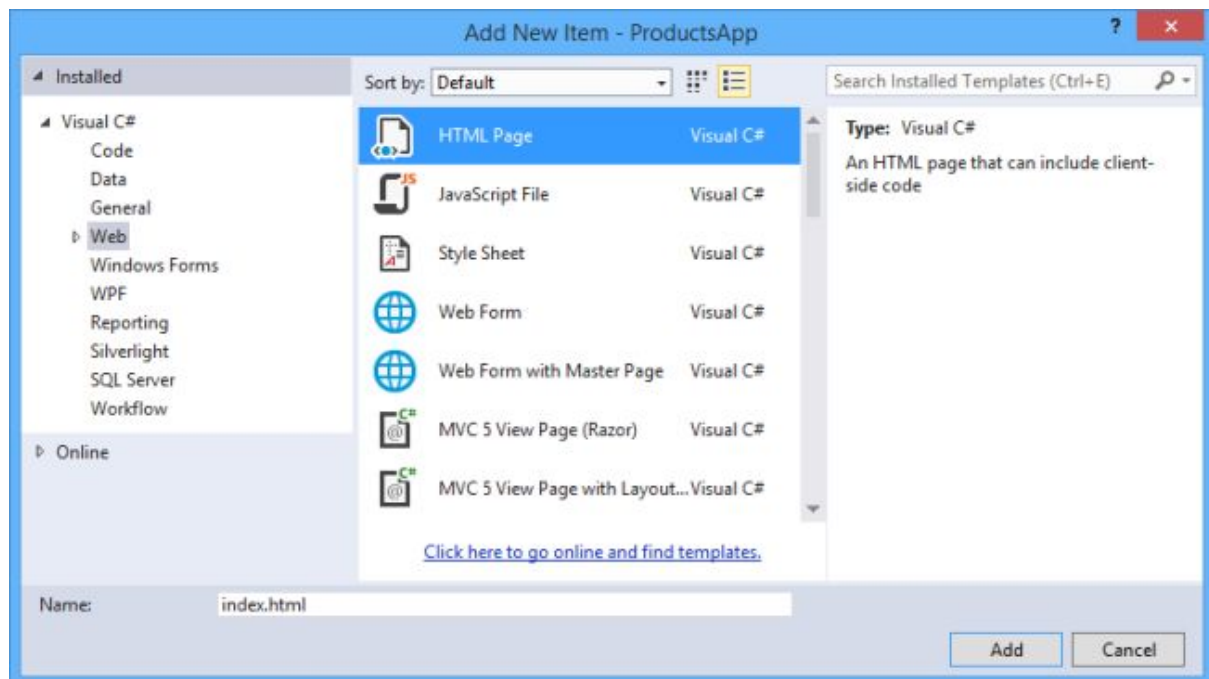 Add New Item - ProductsApp
?
Installed
Visual C#
Code
Data
General
Web
Windows Forms
WPF
Reporting
Silverlight
SQL Server
Workflow
Online
Sort by: Default
HTML Page Visual C#
JS
JavaScript File Visual C#
A
Style Sheet Visual C#
Web Form Visual C#
Web Form with Master Page Visual C#
C#
@
MVC 5 View Page (Razor) Visual C#
C#
@
MVC 5 View Page with Layout... Visual C#
Click here to go online and find templates.
Search Installed Templates (Ctrl+E)
Type: Visual C#
An HTML page that can include client-
side code
Name: index.html
Add Cancel